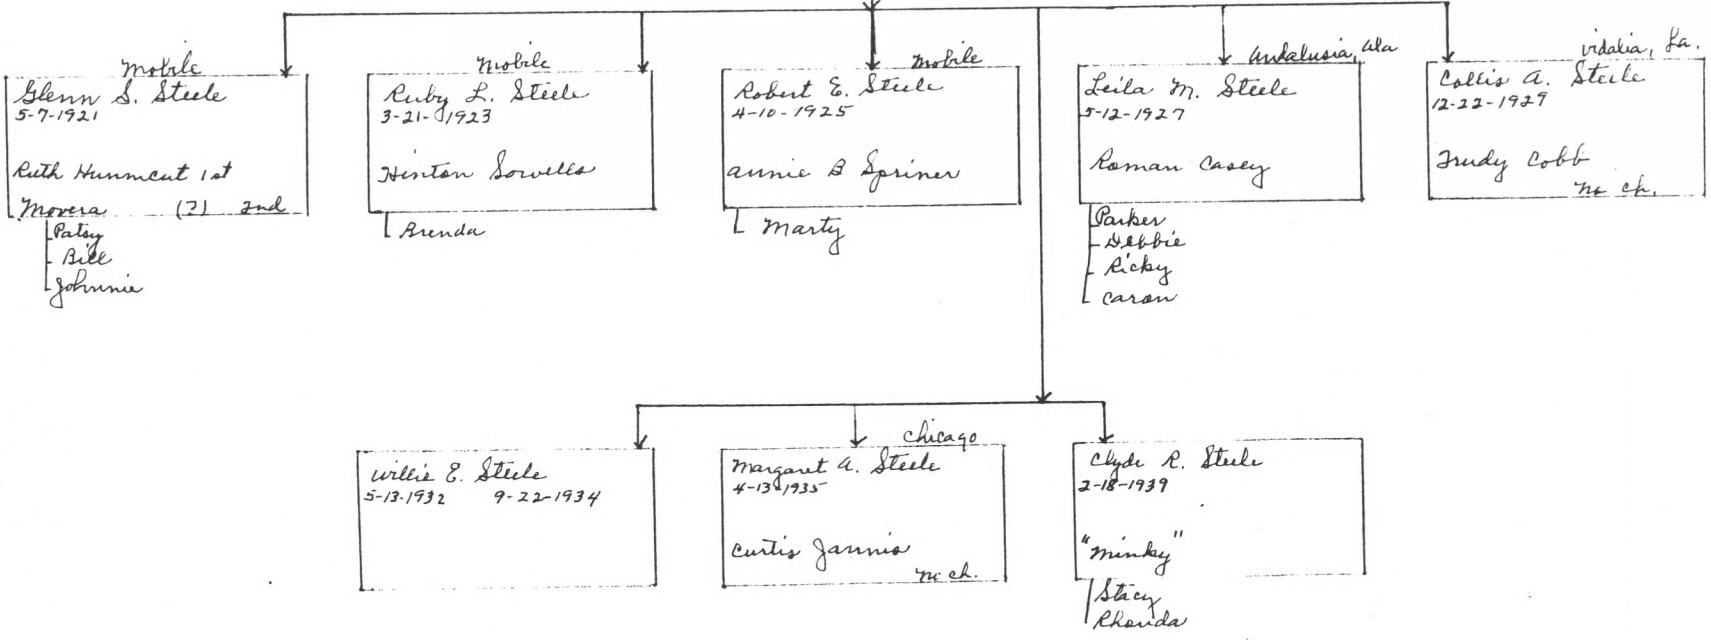 Mobile
Glenn S. Steele
5-7-1921
Ruth Hunnicut 1st
Movera (?) 2nd
Patsy
Bill
Johnnie
Mobile
Ruby L. Steele
3-21-1923
Hinton Sowells
Brenda
Mobile
Robert E. Steele
4-10-1925
Annie B Spriner
Marty
Andalusia, Ala
Leila M. Steele
5-12-1927
Roman Casey
Parker
Debbie
Ricky
Caron
Vidalia, La.
Collis A. Steele
12-22-1929
Trudy Cobb
No ch.
Willie E. Steele
5-13-1932 9-22-1934
Chicago
Margaret A. Steele
4-13-1935
Curtis Jannis
No ch.
Clyde R. Steele
2-18-1939
"Minky"
Stacy
Rhonda